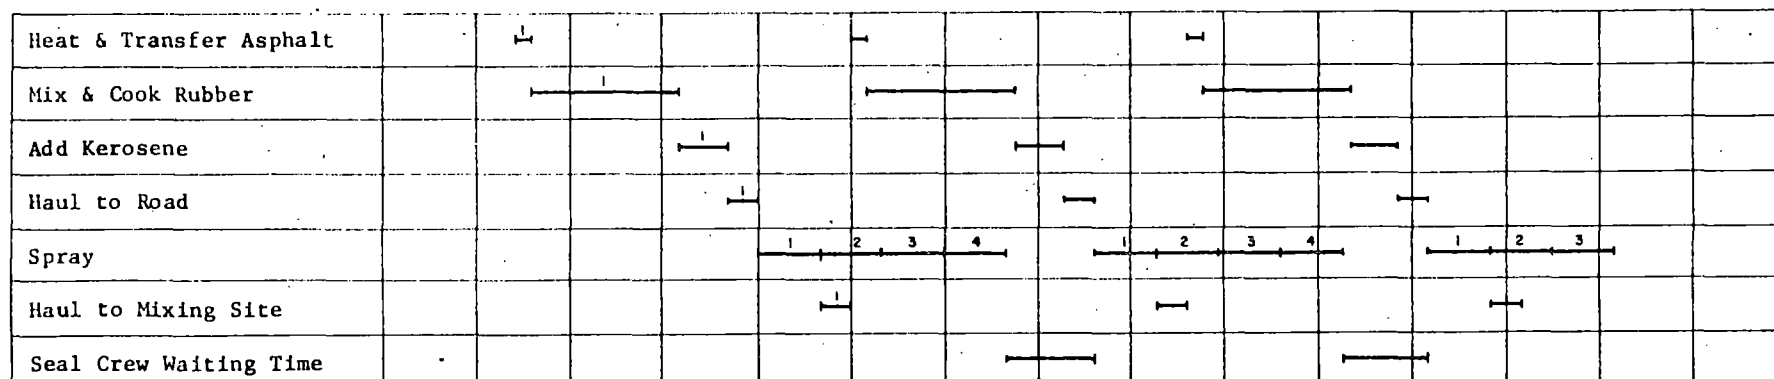 Heat & Transfer Asphalt 1
Mix & Cook Rubber 1
Add Kerosene 1
Haul to Road 1
Spray 1 2 3 4 1 2 3 4 1 2 3
Haul to Mixing Site 1
Seal Crew Waiting Time